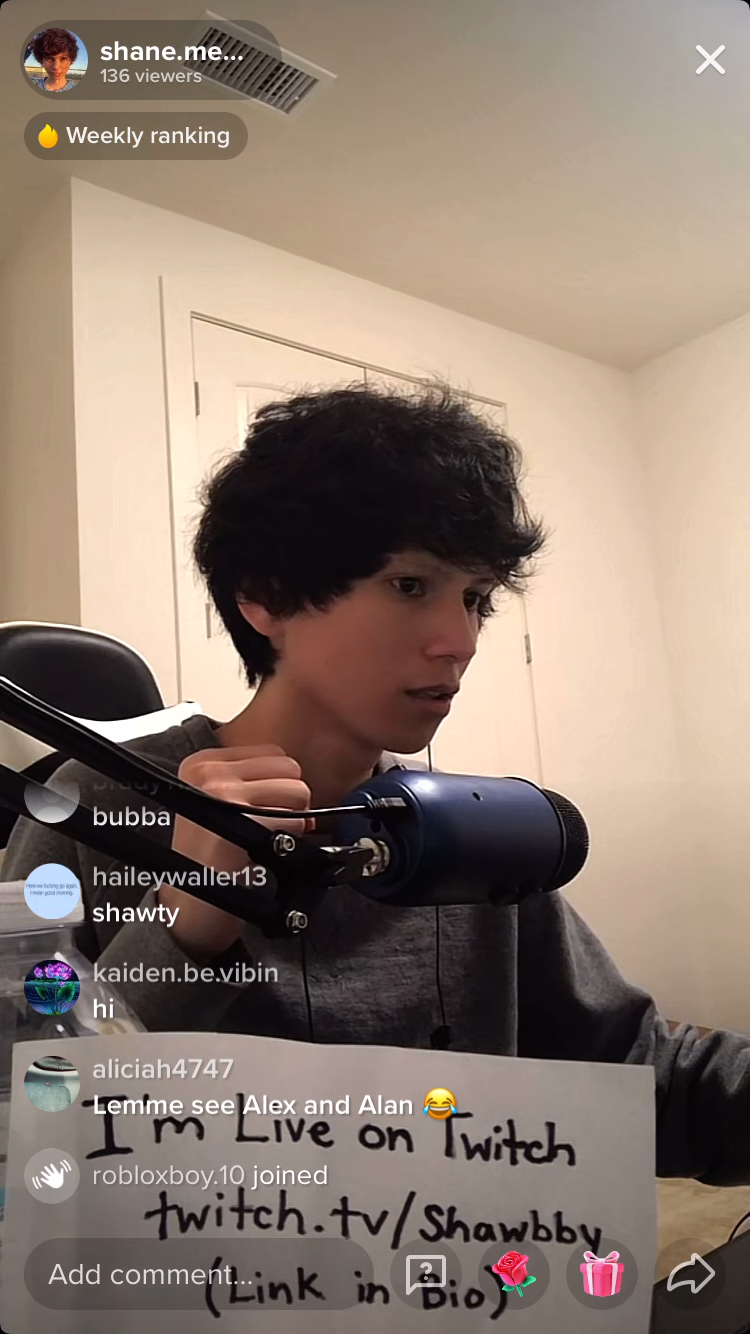 shane.me...
136 viewers
Weekly ranking
bubba
haileywaller13
shawty
kaiden.be.vibin
hi
aliciah4747
Lemme see Alex and Alan 😂
I'm Live on Twitch
robloxboy.10 joined
twitch.tv/Shawbby
Add comment...
(Link in Bio)